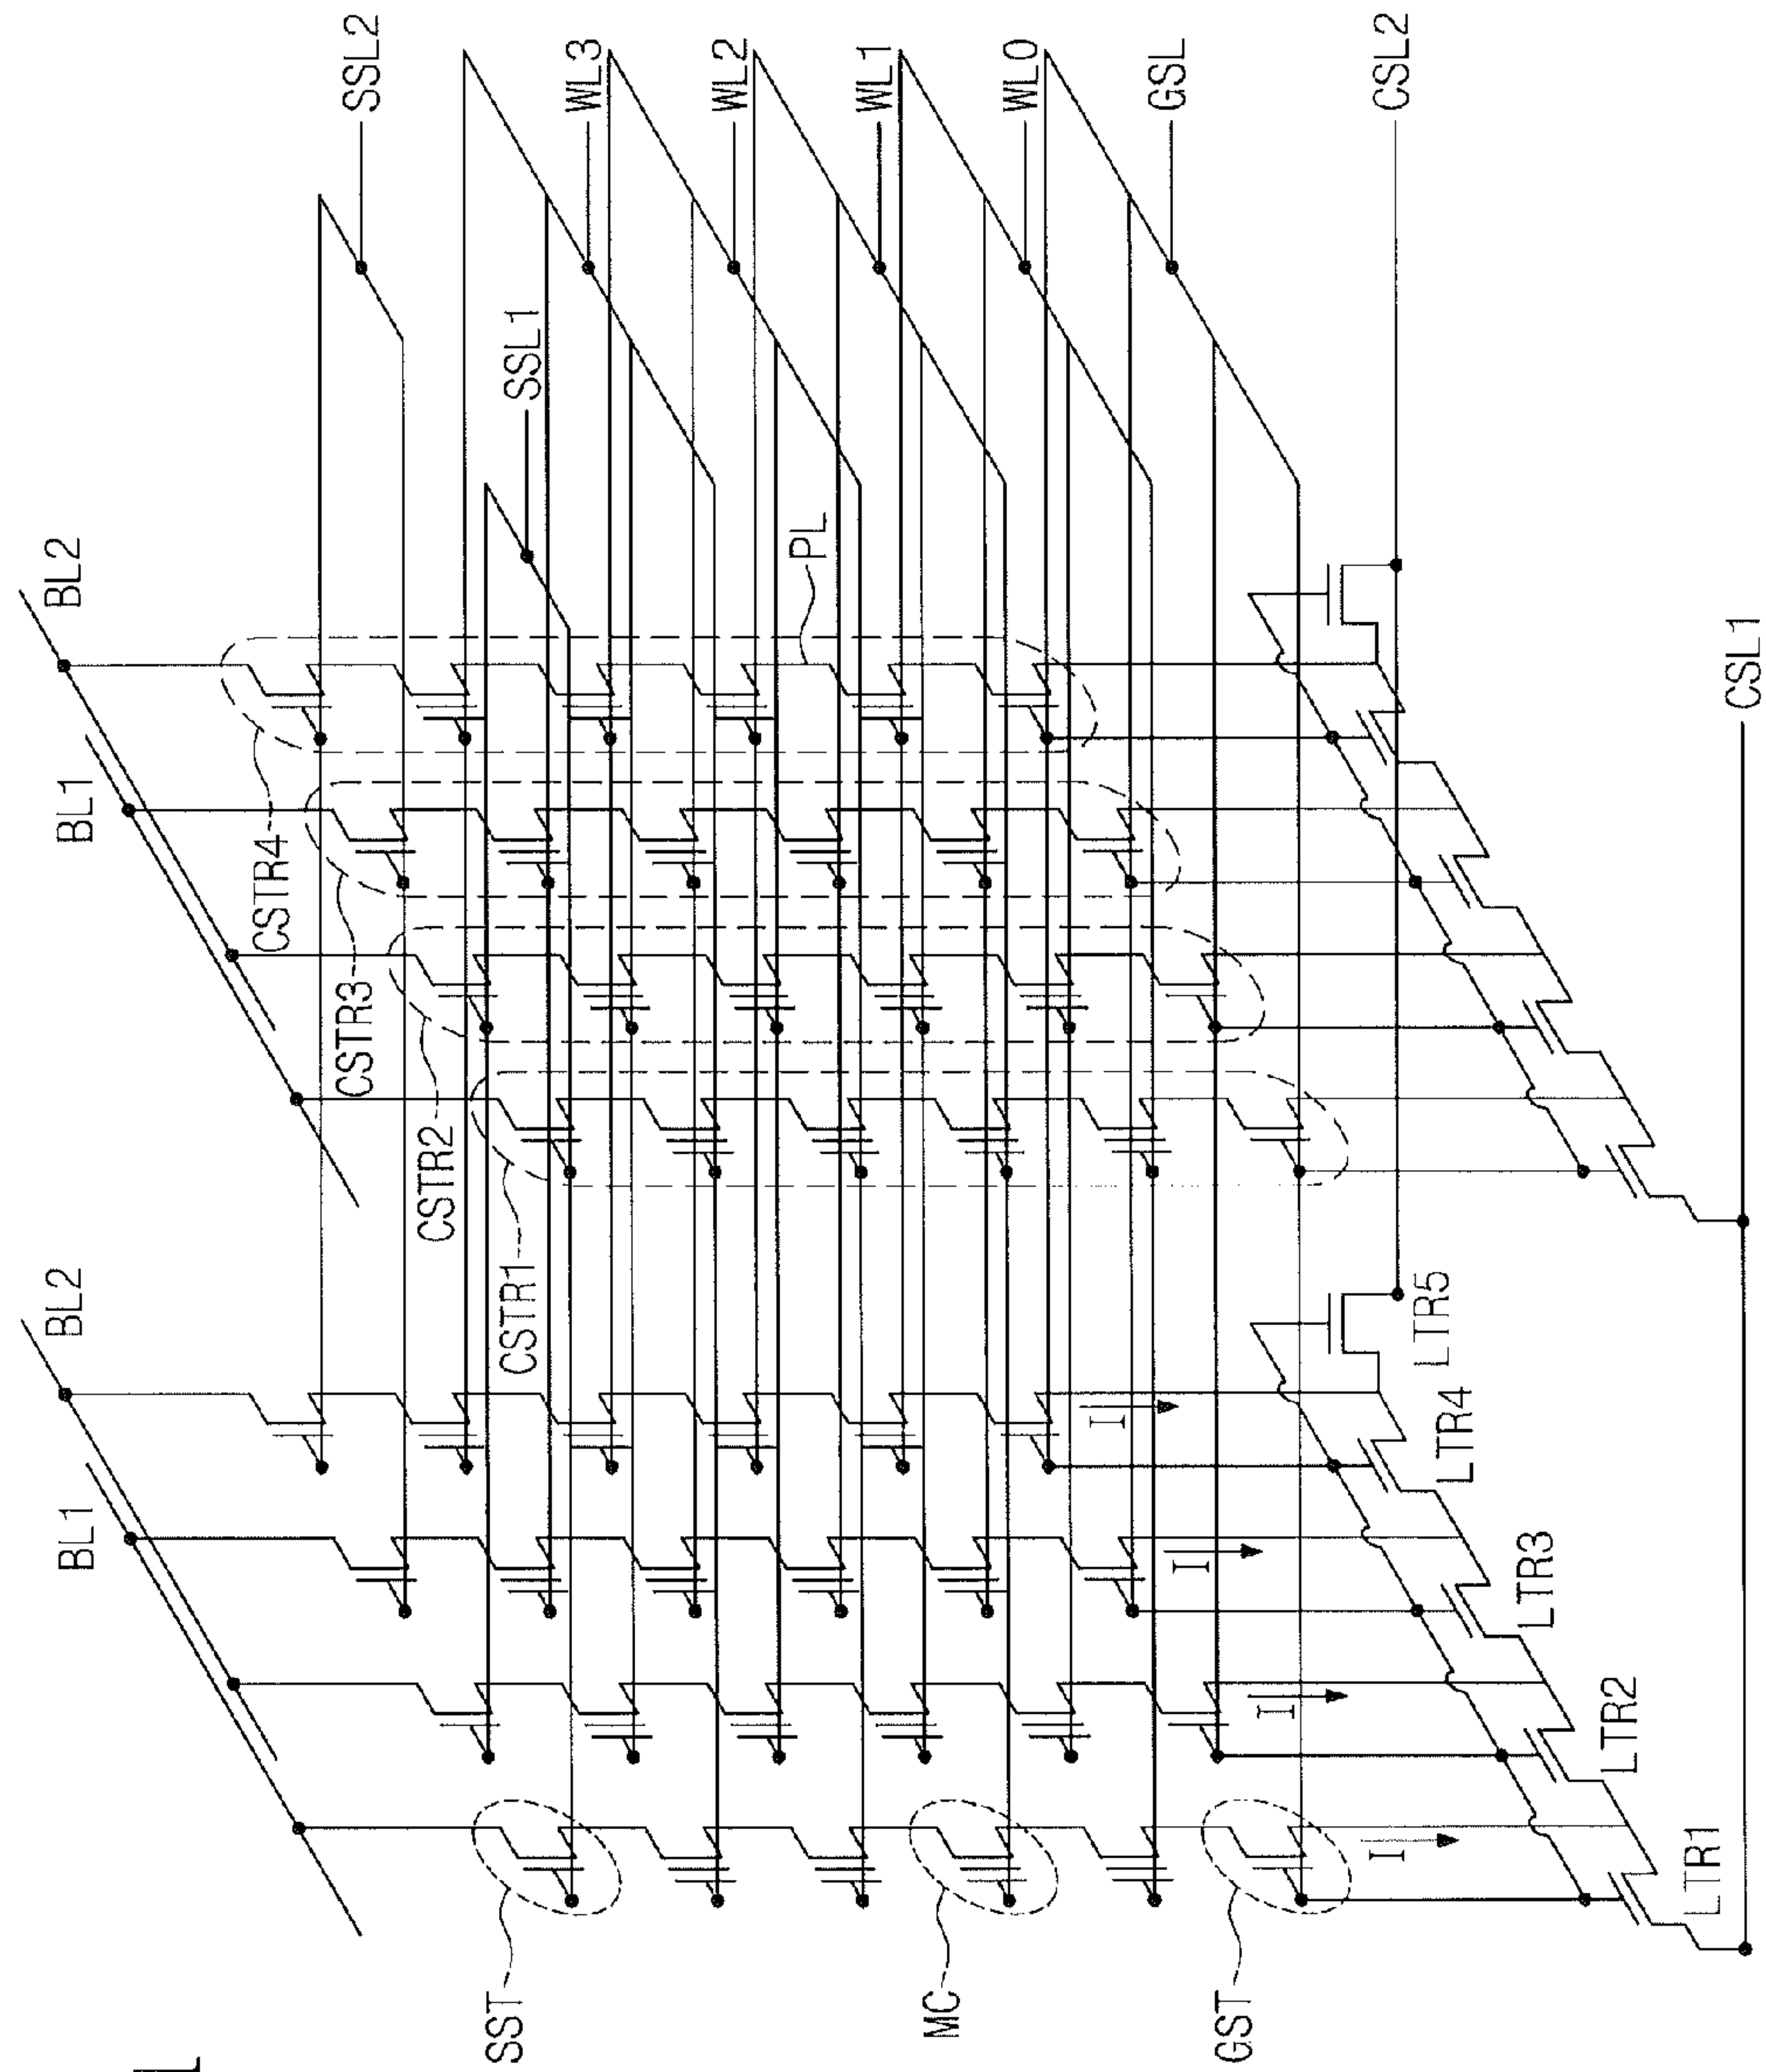 BL1
BL2
BL1
BL2
SSL2
SSL1
WL3
WL2
WL1
WL0
GSL
CSL2
CSL1
PL
CSTR4
CSTR3
CSTR2
CSTR1
SST
MC
GST
I
I
I
I
LTR1
LTR2
LTR3
LTR4
LTR5